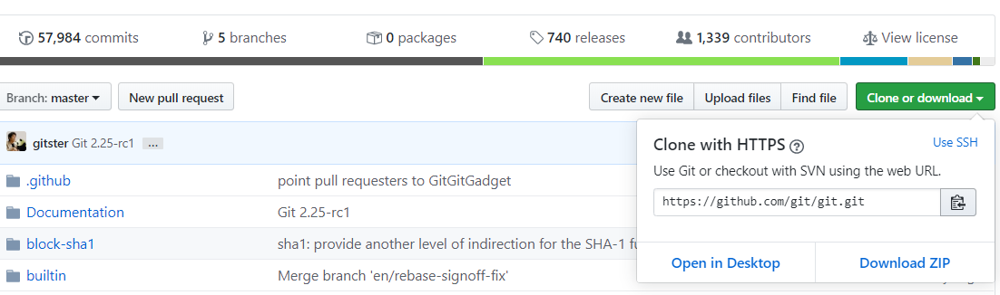 57,984 commits 5 branches 0 packages 740 releases 1,339 contributors View license
Branch: master New pull request Create new file Upload files Find file Clone or download
gitster Git 2.25-rc1 ...
Clone with HTTPS ? Use SSH
Use Git or checkout with SVN using the web URL.
.github point pull requesters to GitGitGadget
https://github.com/git/git.git
Documentation Git 2.25-rc1
block-sha1 sha1: provide another level of indirection for the SHA-1
Open in Desktop Download ZIP
builtin Merge branch 'en/rebase-signoff-fix'